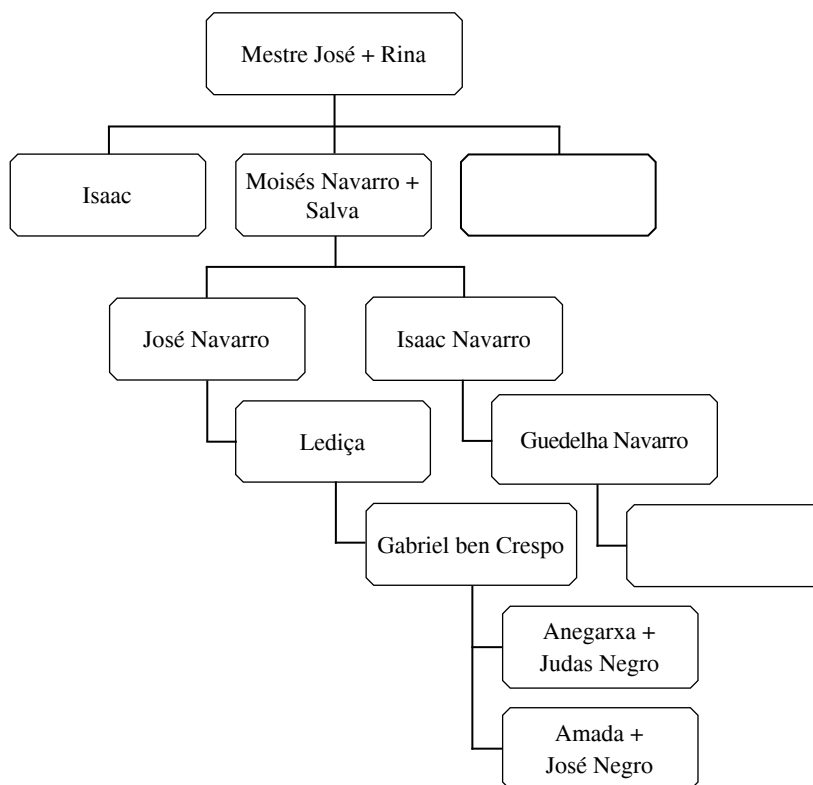 Mestre José + Rina
Isaac
Moisés Navarro +
Salva
José Navarro
Isaac Navarro
Lediça
Guedelha Navarro
Gabriel ben Crespo
Anegarxa +
Judas Negro
Amada +
José Negro